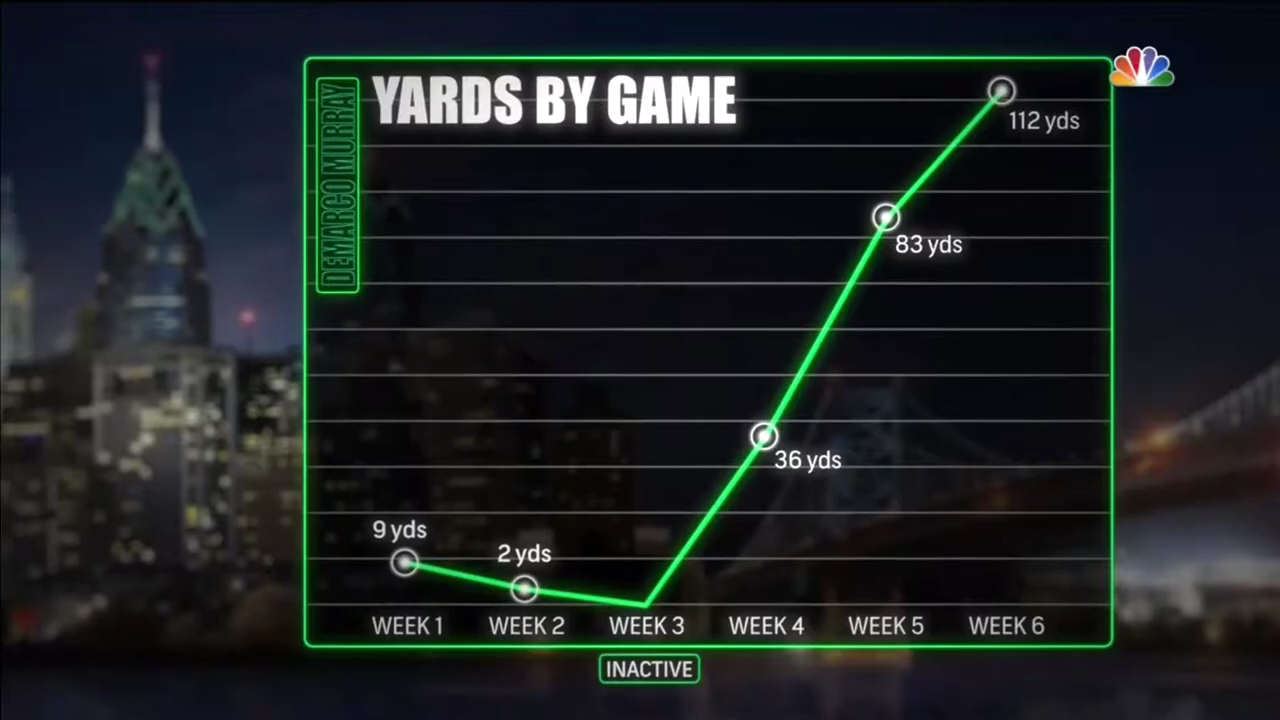 YARDS BY GAME
DEMARCO MURRAY
112 yds
83 yds
36 yds
9 yds
2 yds
WEEK 1
WEEK 2
WEEK 3
WEEK 4
WEEK 5
WEEK 6
INACTIVE